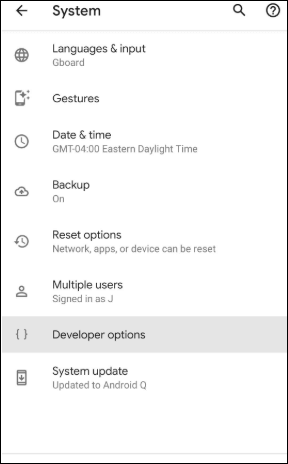 System
Languages & input
Gboard
Gestures
Date & time
GMT-04:00 Eastern Daylight Time
Backup
On
Reset options
Network, apps, or device can be reset
Multiple users
Signed in as J
{ } Developer options
System update
Updated to Android Q